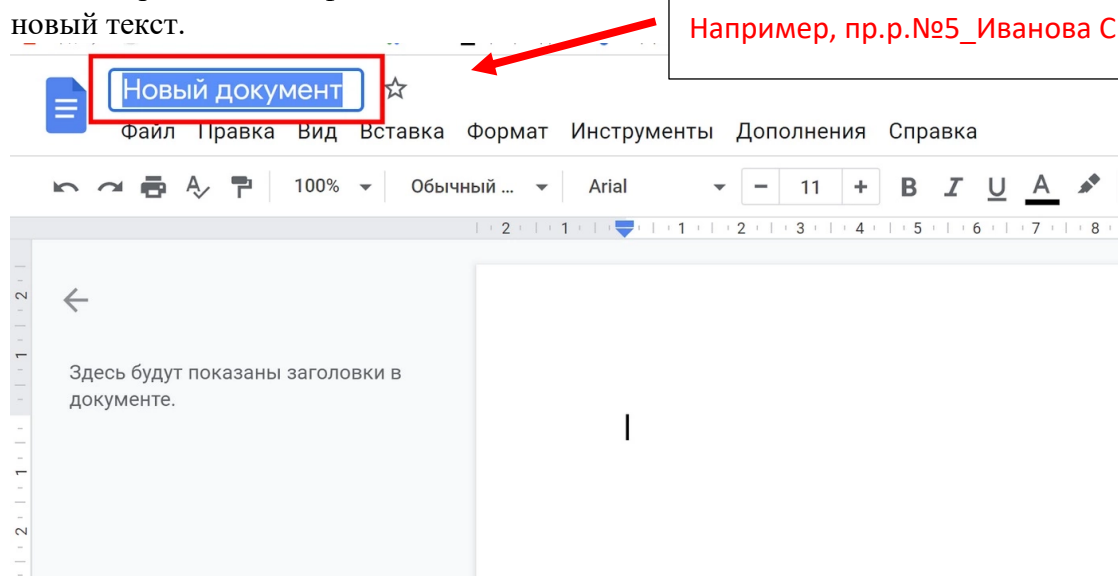 новый текст.
Например, пр.р.№5_Иванова С
Новый документ
Файл Правка Вид Вставка Формат Инструменты Дополнения Справка
100% Обычный ... Arial - 11 + B I U A
2 1 1 2 3 4 5 6 7 8
Здесь будут показаны заголовки в
документе.
2
1
1
2